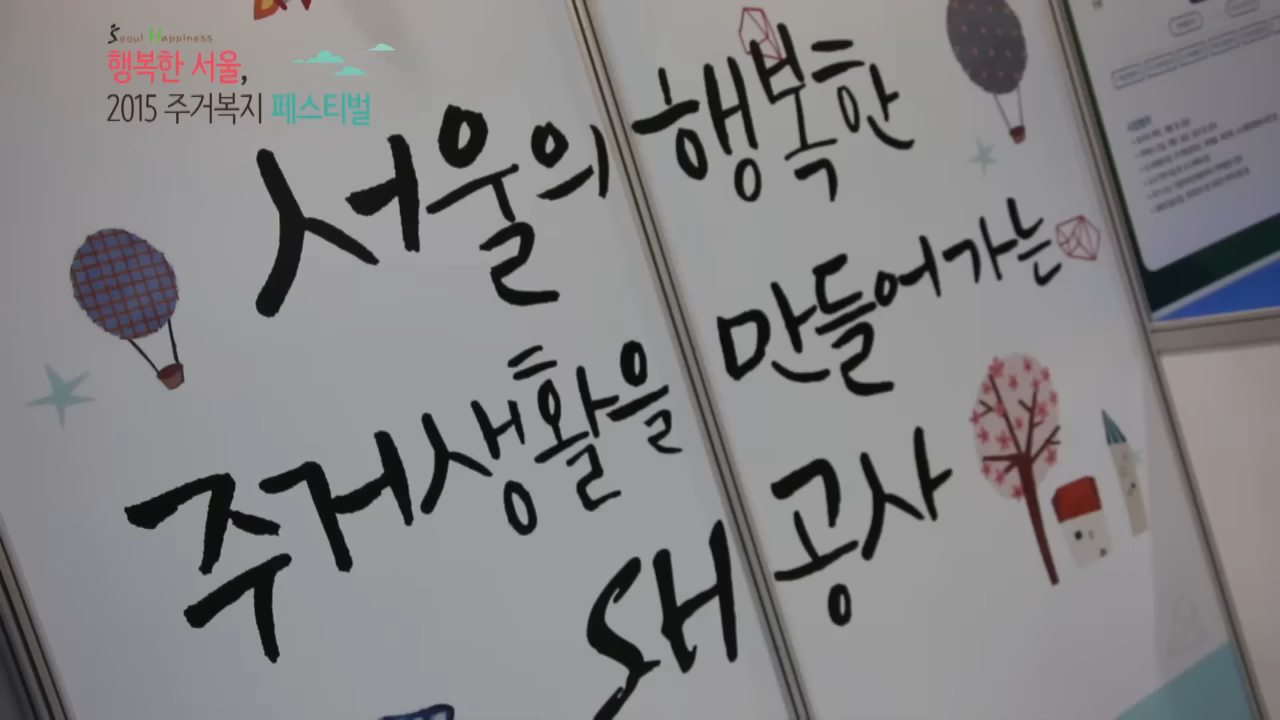 Seoul Happiness
행복한 서울,
2015 주거복지 페스티벌
서울의 행복한
주거생활을 만들어가는
SH 공사